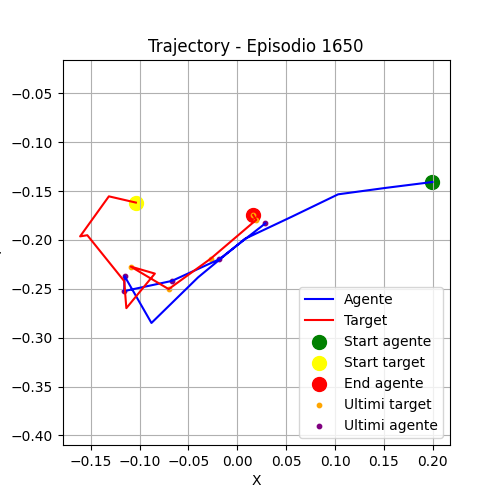 Trajectory - Episodio 1650
−0.05
−0.10
−0.15
−0.20
−0.25
−0.30
−0.35
−0.40
Agente
Target
Start agente
Start target
End agente
Ultimi target
Ultimi agente
−0.15 −0.10 −0.05 0.00 0.05 0.10 0.15 0.20
X